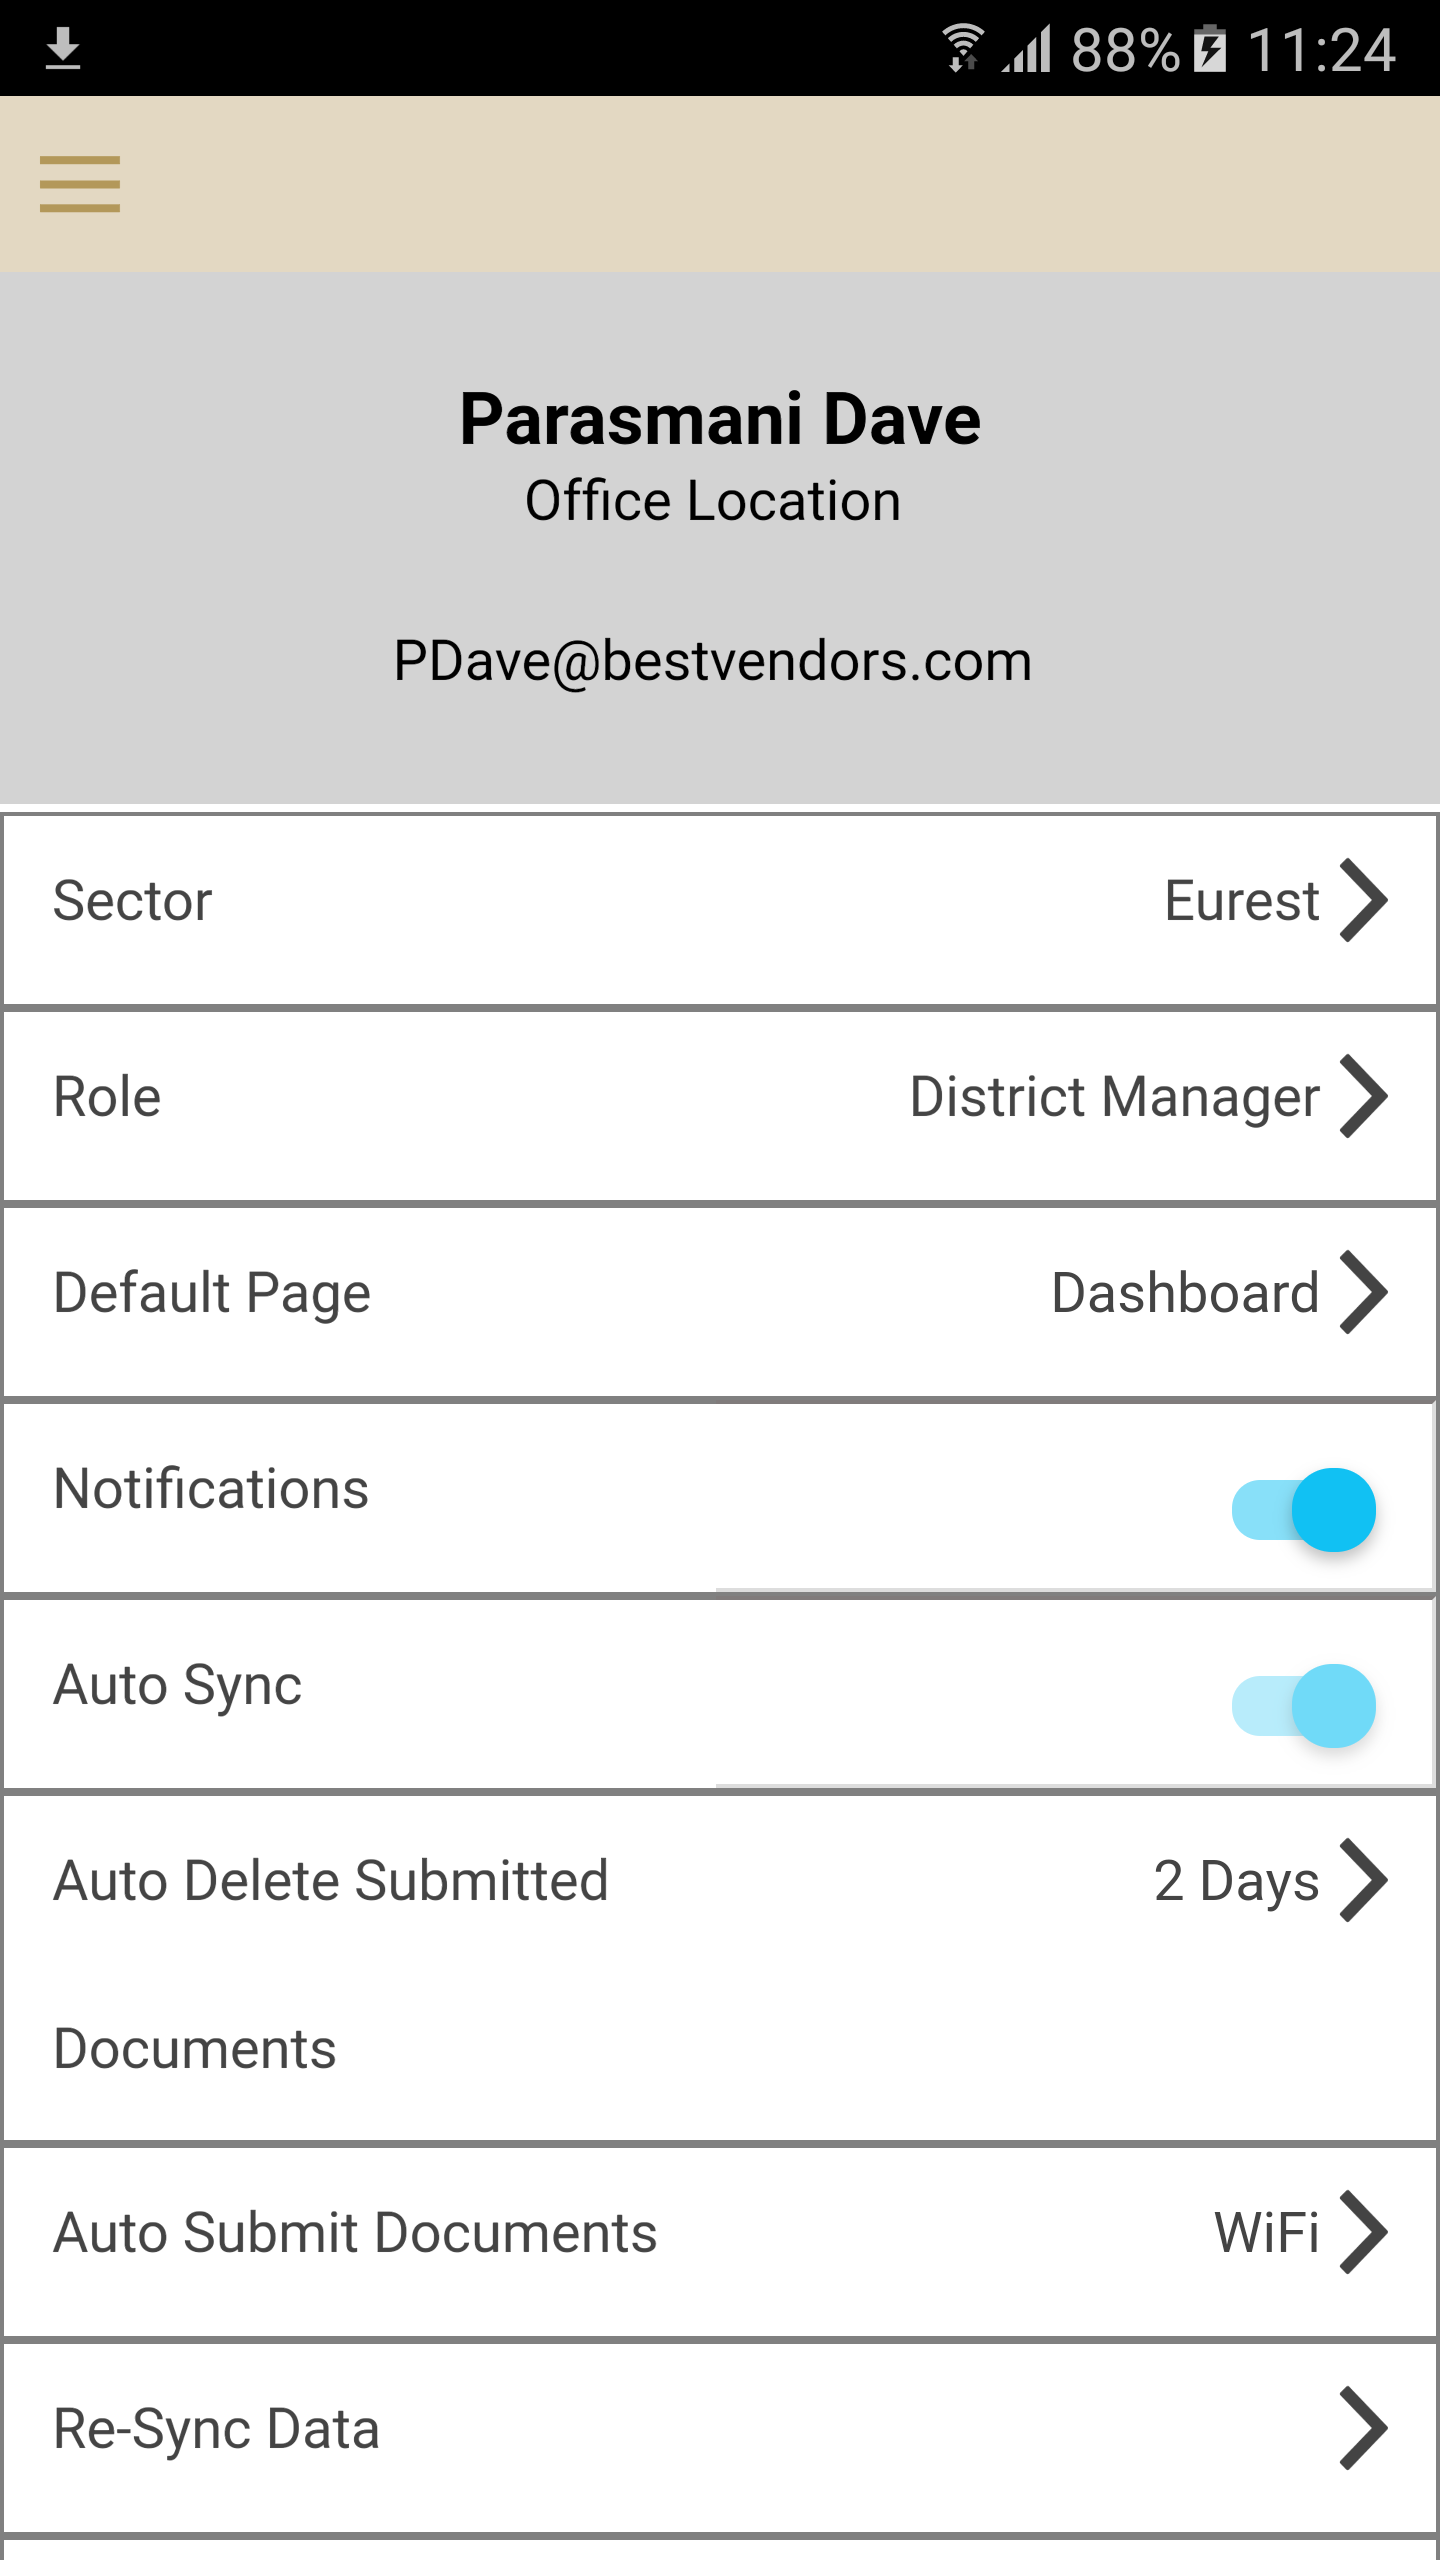 88% 11:24
Parasmani Dave
Office Location
PDave@bestvendors.com
Sector Eurest
Role District Manager
Default Page Dashboard
Notifications
Auto Sync
Auto Delete Submitted 2 Days
Documents
Auto Submit Documents WiFi
Re-Sync Data